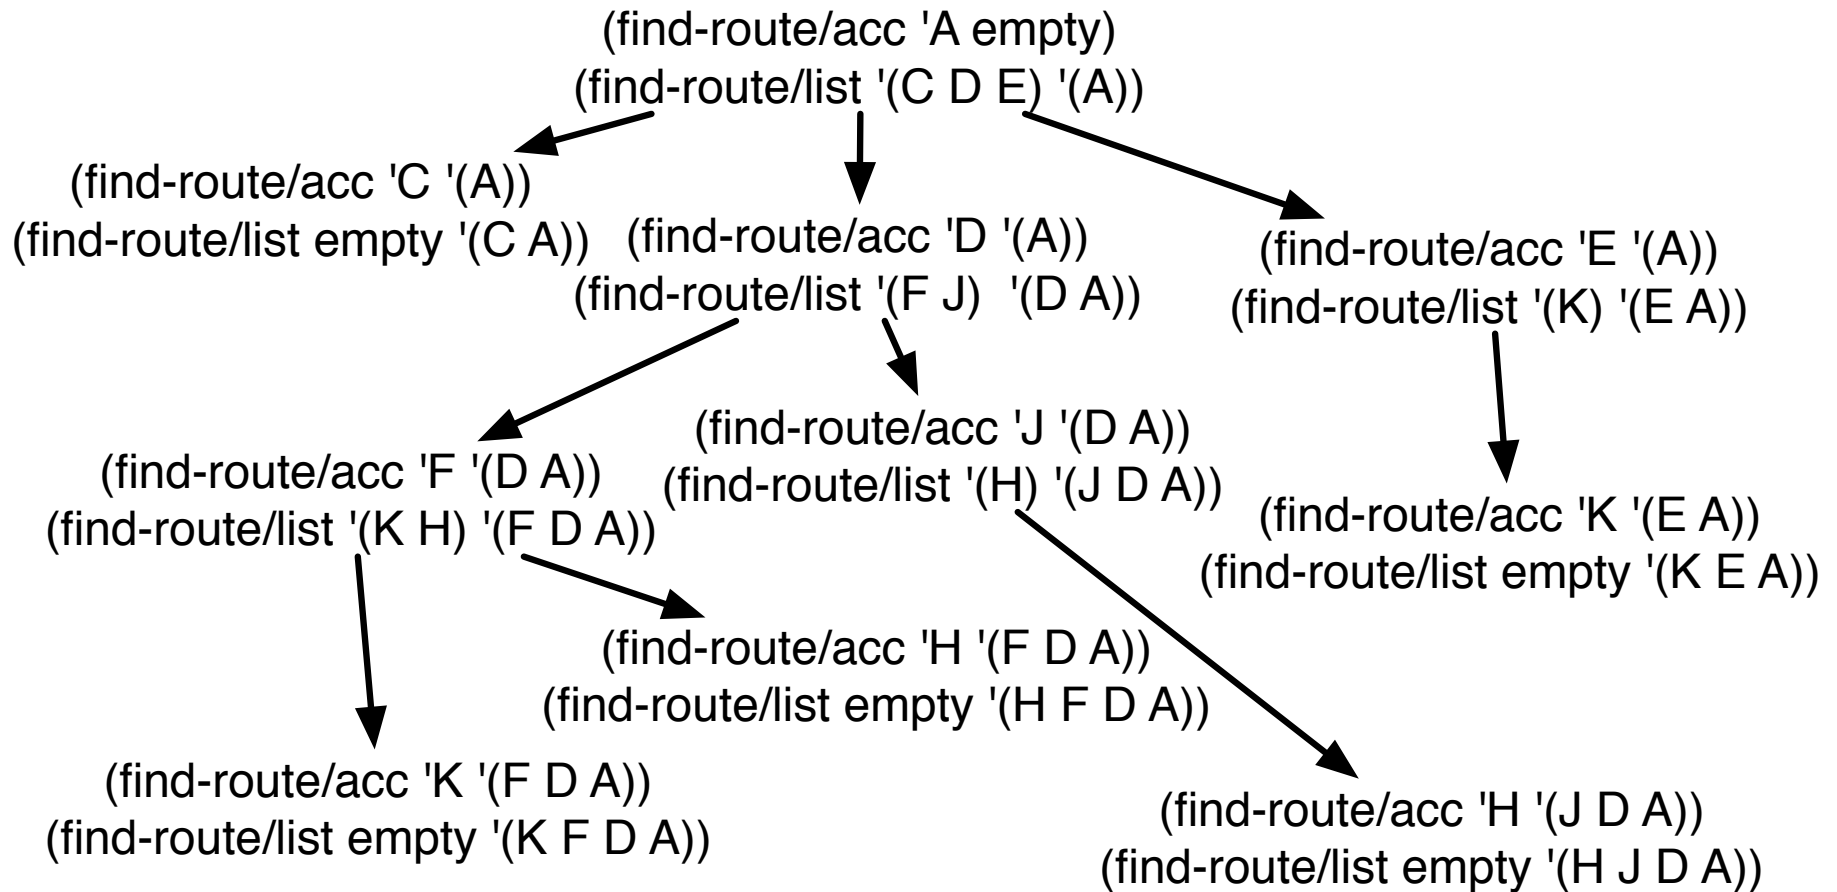 (find-route/acc 'A empty)
(find-route/list '(C D E) '(A))
(find-route/acc 'C '(A))
(find-route/list empty '(C A))
(find-route/acc 'D '(A))
(find-route/list '(F J)  '(D A))
(find-route/acc 'E '(A))
(find-route/list '(K) '(E A))
(find-route/acc 'F '(D A))
(find-route/list '(K H) '(F D A))
(find-route/acc 'J '(D A))
(find-route/list '(H) '(J D A))
(find-route/acc 'K '(E A))
(find-route/list empty '(K E A))
(find-route/acc 'H '(F D A))
(find-route/list empty '(H F D A))
(find-route/acc 'K '(F D A))
(find-route/list empty '(K F D A))
(find-route/acc 'H '(J D A))
(find-route/list empty '(H J D A))